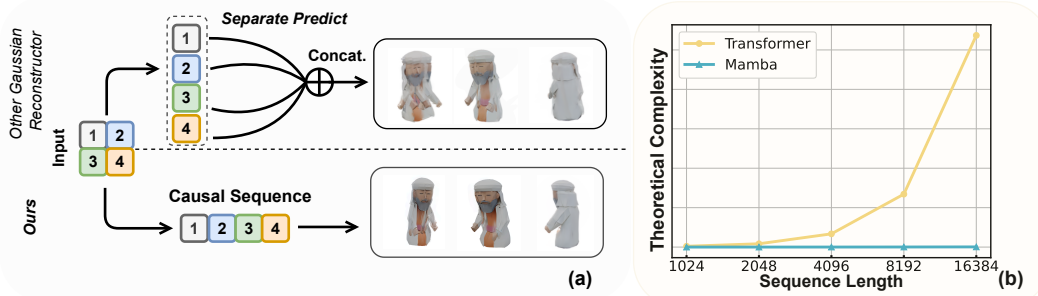 Other Gaussian
Reconstructor
Separate Predict
1
2
3
4
Concat.
Input
1 2
3 4
Ours
Causal Sequence
1 2 3 4
(a)
Theoretical Complexity
Transformer
Mamba
1024 2048 4096 8192 16384
Sequence Length
(b)